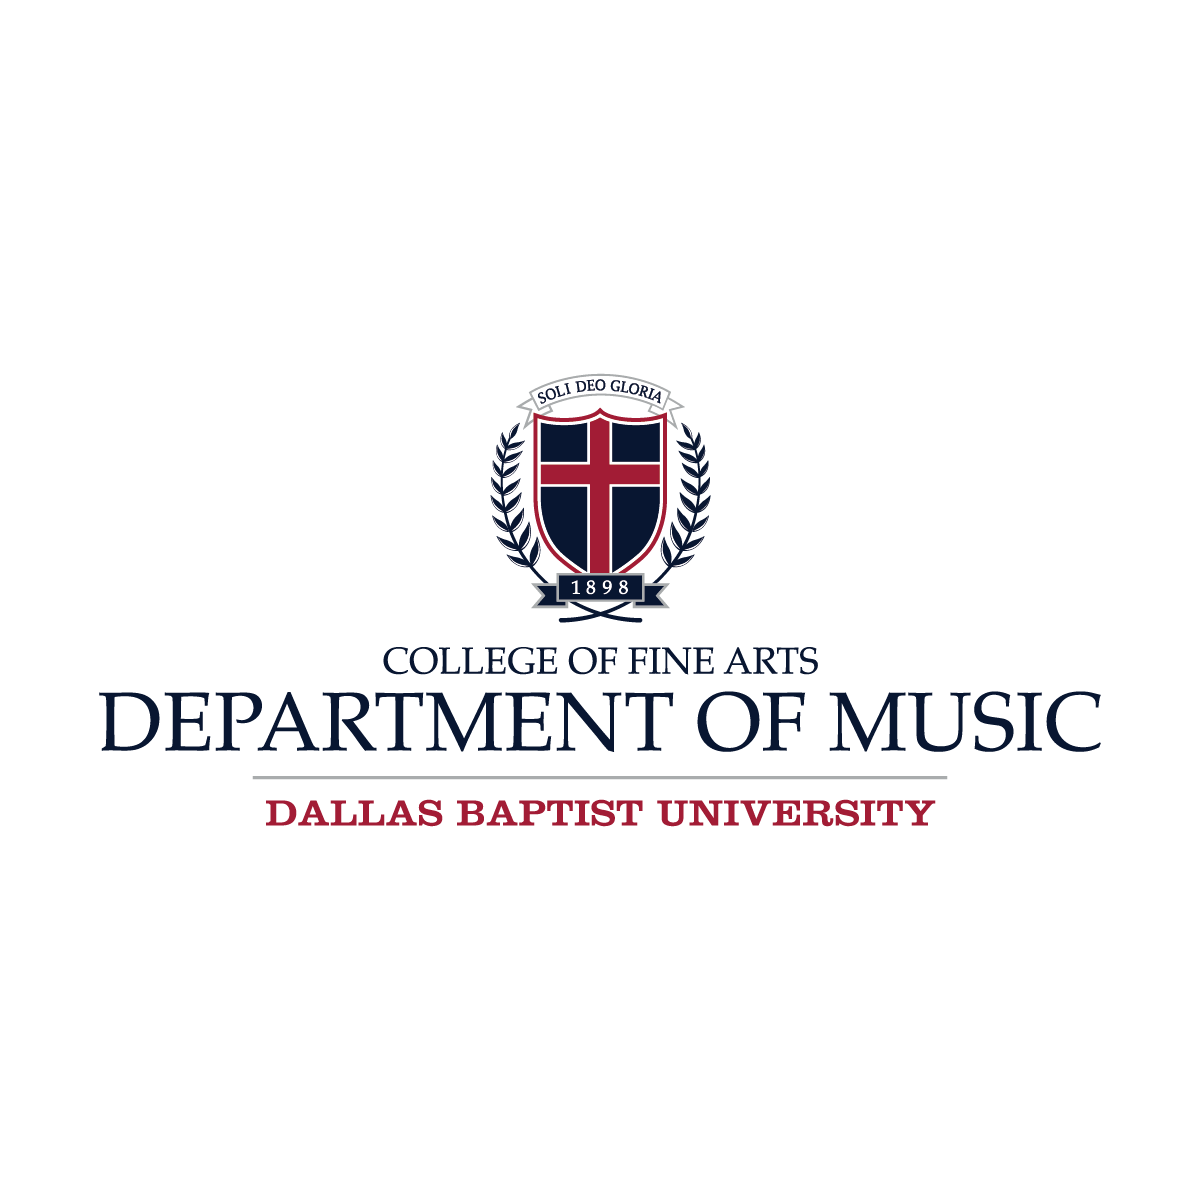 SOLI DEO GLORIA
1898
COLLEGE OF FINE ARTS
DEPARTMENT OF MUSIC
DALLAS BAPTIST UNIVERSITY